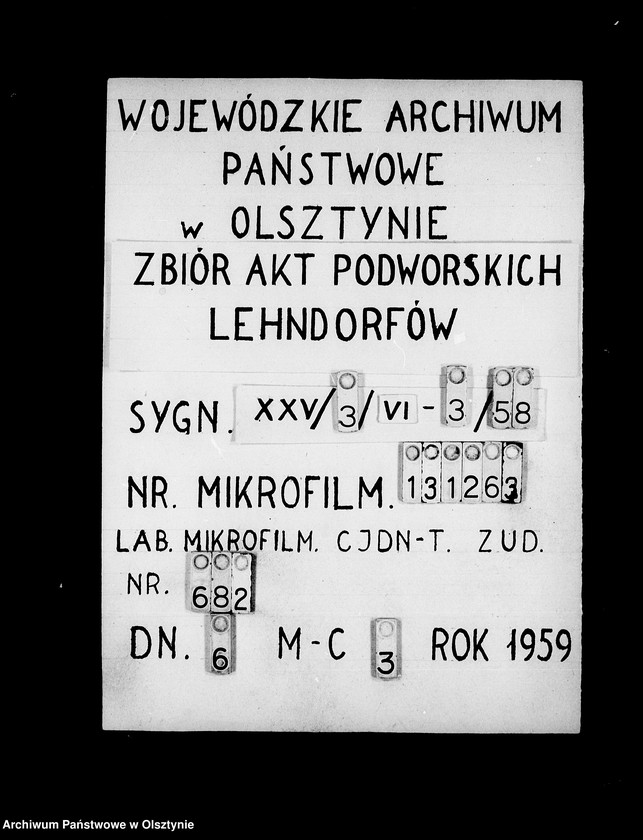 WOJEWÓDZKIE ARCHIWUM
PAŃSTWOWE
w OLSZTYNIE
ZBIÓR AKT PODWORSKICH
LEHNDORFÓW
SYGN. XXV/3/VI-3/58
NR. MIKROFILM. 131263
LAB. MIKROFILM. CJDN-T. ZUD.
NR. 682
DN. 6 M-C 3 ROK 1959
Archiwum Państwowe w Olsztynie